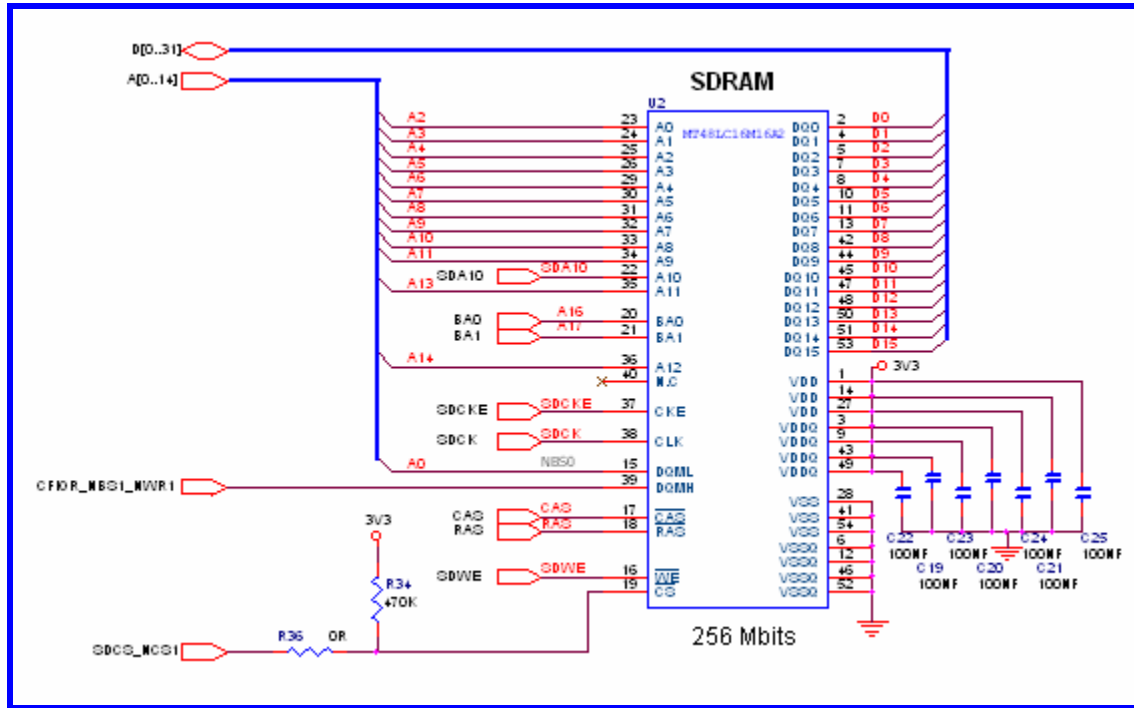 D[0..31]
A[0..14]
SDRAM
U2
MT48LC16M16A2
A2 23 A0 DQ0 2 D0
A3 24 A1 DQ1 4 D1
A4 25 A2 DQ2 5 D2
A5 26 A3 DQ3 7 D3
A6 29 A4 DQ4 8 D4
A7 30 A5 DQ5 10 D5
A8 31 A6 DQ6 11 D6
A9 32 A7 DQ7 13 D7
A10 33 A8 DQ8 42 D8
A11 34 A9 DQ9 44 D9
SDA10 SDA10 22 A10 DQ10 45 D10
A13 35 A11 DQ11 47 D11
DQ12 48 D12
BA0 A16 20 BA0 DQ13 50 D13
BA1 A17 21 BA1 DQ14 51 D14
DQ15 53 D15
A14 36 A12 3V3
40 N.C VDD 1
VDD 14
SDCKE SDCKE 37 CKE VDD 27
VDDQ 3
SDCK SDCK 38 CLK VDDQ 9
VDDQ 43
A0 NBS0 15 DQML VDDQ 49
CFIOR_NBS1_NWR1 39 DQMH
VSS 28
CAS CAS 17 CAS VSS 41
RAS RAS 18 RAS VSS 54
VSSQ 6
VSSQ 12
SDWE SDWE 16 WE VSSQ 46
19 CS VSSQ 52
3V3
R34
470K
C22 C23 C24 C25
100NF 100NF 100NF 100NF
C19 C20 C21
100NF 100NF 100NF
R36 0R
SDCS_NCS1
256 Mbits